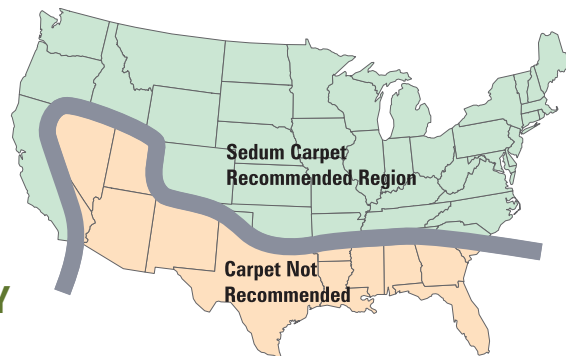 Sedum Carpet
Recommended Region
Carpet Not
Recommended
Y